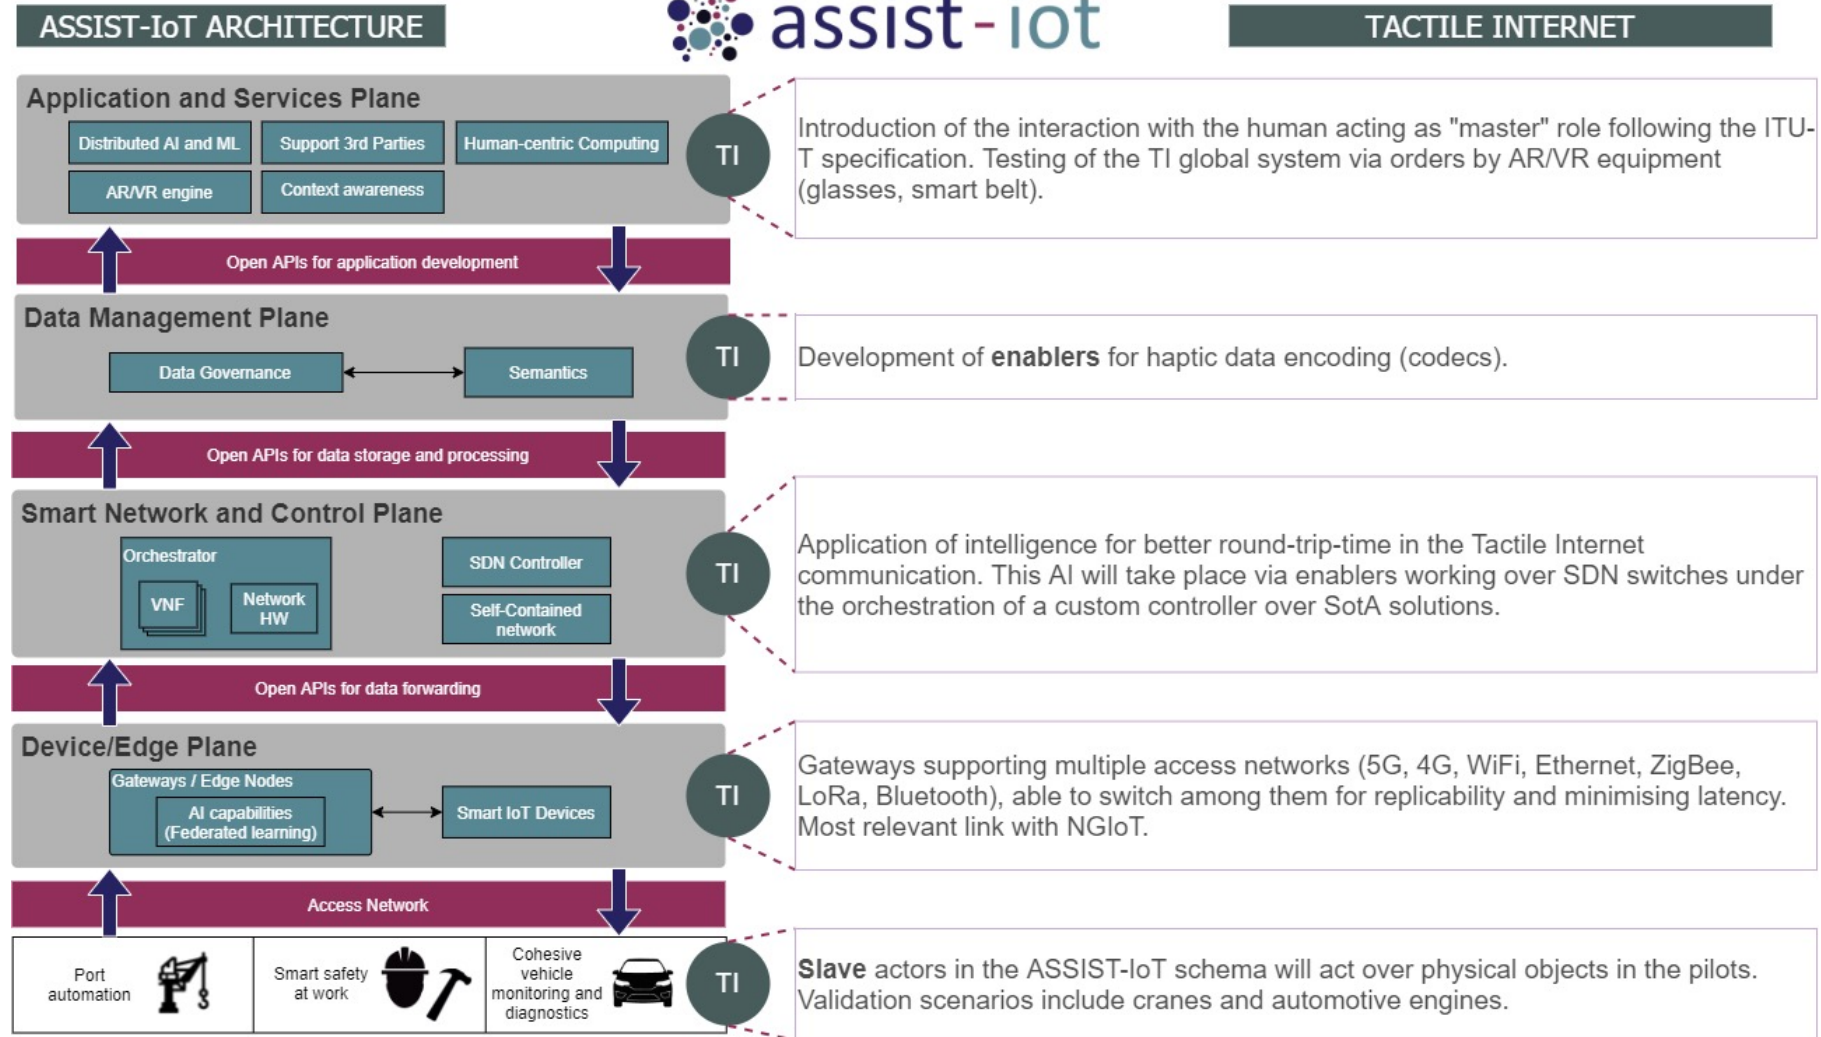 ASSIST-IoT ARCHITECTURE
assist-iot
TACTILE INTERNET
Application and Services Plane
Distributed AI and ML
Support 3rd Parties
Human-centric Computing
AR/VR engine
Context awareness
TI
Introduction of the interaction with the human acting as "master" role following the ITU-
T specification. Testing of the TI global system via orders by AR/VR equipment
(glasses, smart belt).
Open APIs for application development
Data Management Plane
Data Governance
Semantics
TI
Development of enablers for haptic data encoding (codecs).
Open APIs for data storage and processing
Smart Network and Control Plane
Orchestrator
VNF
Network
HW
SDN Controller
Self-Contained
network
TI
Application of intelligence for better round-trip-time in the Tactile Internet
communication. This AI will take place via enablers working over SDN switches under
the orchestration of a custom controller over SotA solutions.
Open APIs for data forwarding
Device/Edge Plane
Gateways / Edge Nodes
AI capabilities
(Federated learning)
Smart IoT Devices
TI
Gateways supporting multiple access networks (5G, 4G, WiFi, Ethernet, ZigBee,
LoRa, Bluetooth), able to switch among them for replicability and minimising latency.
Most relevant link with NGIoT.
Access Network
Port
automation
Smart safety
at work
Cohesive
vehicle
monitoring and
diagnostics
TI
Slave actors in the ASSIST-IoT schema will act over physical objects in the pilots.
Validation scenarios include cranes and automotive engines.